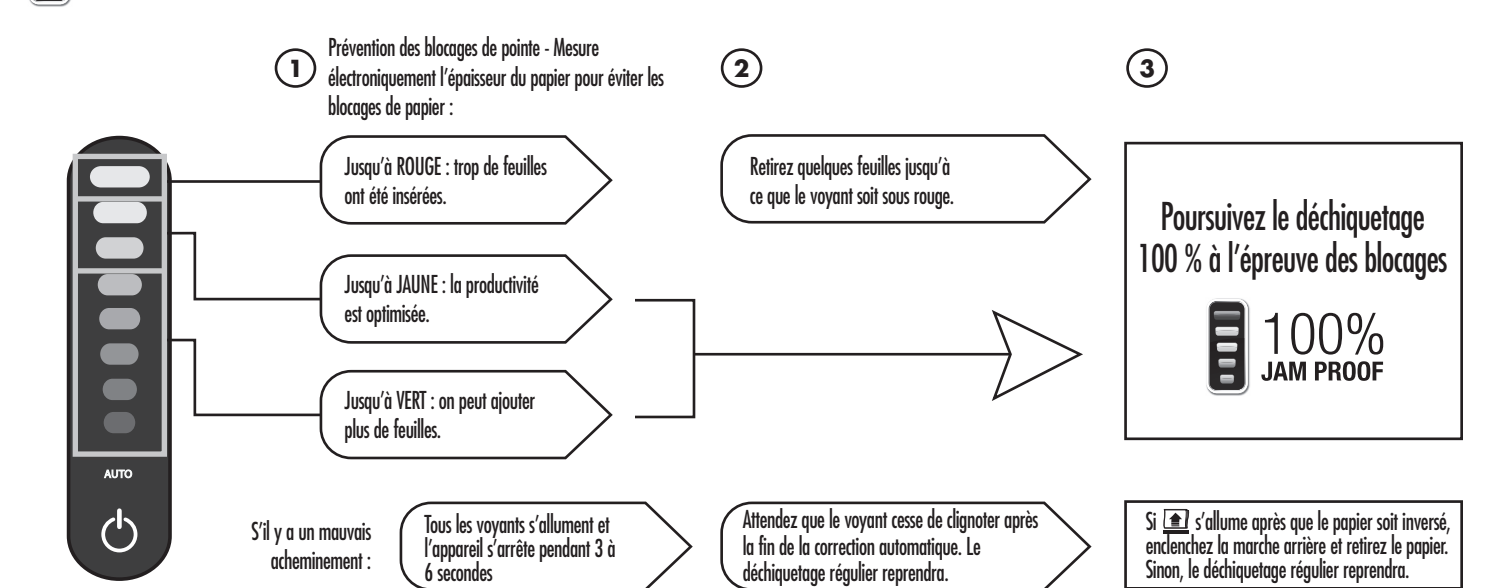 1
Prévention des blocages de pointe - Mesure
électroniquement l'épaisseur du papier pour éviter les
blocages de papier :
2
3
Jusqu'à ROUGE : trop de feuilles
ont été insérées.
Retirez quelques feuilles jusqu'à
ce que le voyant soit sous rouge.
Jusqu'à JAUNE : la productivité
est optimisée.
Jusqu'à VERT : on peut ajouter
plus de feuilles.
Poursuivez le déchiquetage
100 % à l'épreuve des blocages
100%
JAM PROOF
AUTO
S'il y a un mauvais
acheminement :
Tous les voyants s'allument et
l'appareil s'arrête pendant 3 à
6 secondes
Attendez que le voyant cesse de clignoter après
la fin de la correction automatique. Le
déchiquetage régulier reprendra.
Si s'allume après que le papier soit inversé,
enclenchez la marche arrière et retirez le papier.
Sinon, le déchiquetage régulier reprendra.